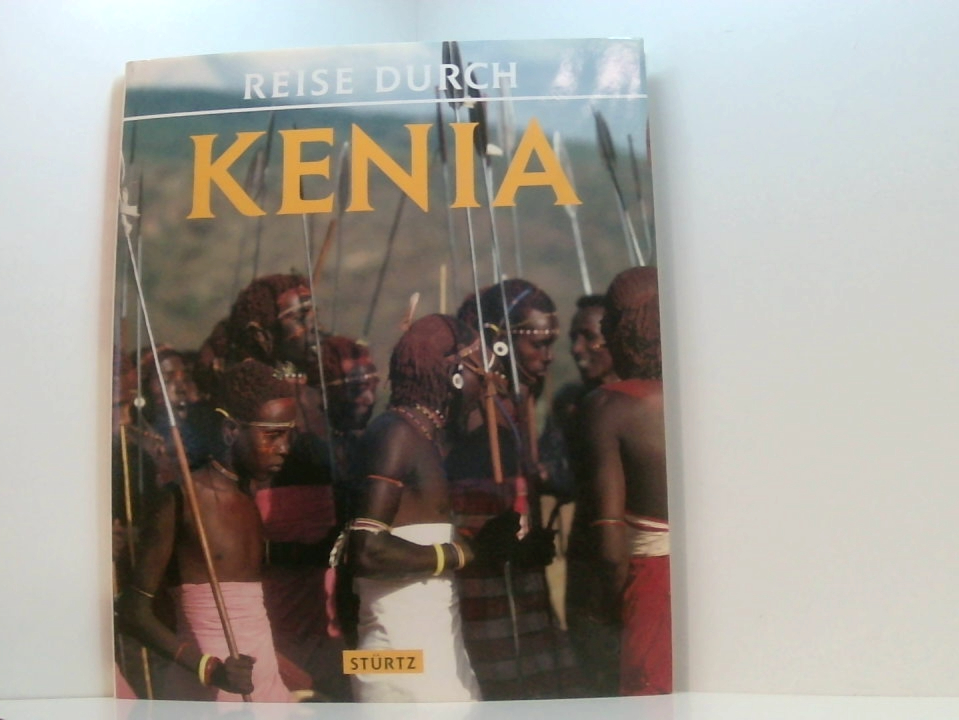 REISE DURCH
KENIA
STÜRTZ